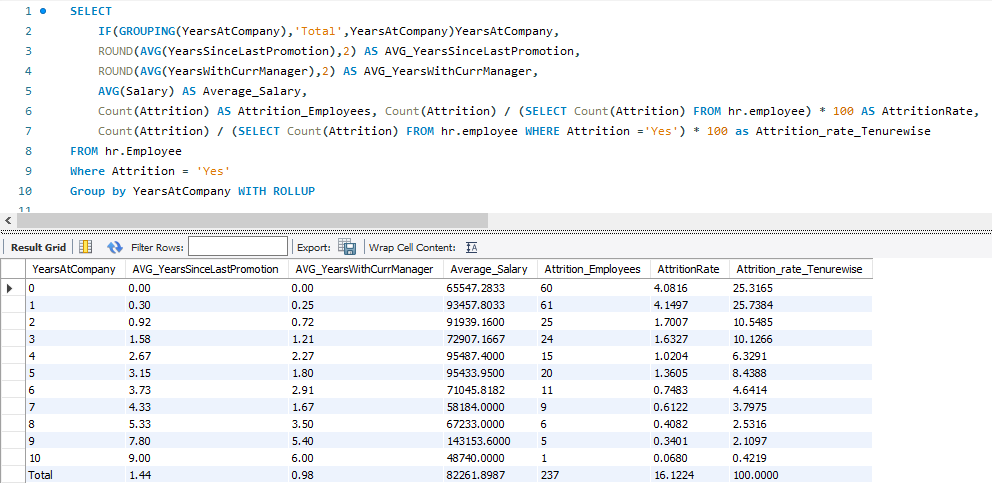 1 SELECT
2 IF(GROUPING(YearsAtCompany),'Total',YearsAtCompany)YearsAtCompany,
3 ROUND(AVG(YearsSinceLastPromotion),2) AS AVG_YearsSinceLastPromotion,
4 ROUND(AVG(YearsWithCurrManager),2) AS AVG_YearsWithCurrManager,
5 AVG(Salary) AS Average_Salary,
6 Count(Attrition) AS Attrition_Employees, Count(Attrition) / (SELECT Count(Attrition) FROM hr.employee) * 100 AS AttritionRate,
7 Count(Attrition) / (SELECT Count(Attrition) FROM hr.employee WHERE Attrition ='Yes') * 100 as Attrition_rate_Tenurewise
8 FROM hr.Employee
9 Where Attrition = 'Yes'
10 Group by YearsAtCompany WITH ROLLUP
11
Result Grid Filter Rows: Export: Wrap Cell Content:
YearsAtCompany AVG_YearsSinceLastPromotion AVG_YearsWithCurrManager Average_Salary Attrition_Employees AttritionRate Attrition_rate_Tenurewise
0 0.00 0.00 65547.2833 60 4.0816 25.3165
1 0.30 0.25 93457.8033 61 4.1497 25.7384
2 0.92 0.72 91939.1600 25 1.7007 10.5485
3 1.58 1.21 72907.1667 24 1.6327 10.1266
4 2.67 2.27 95487.4000 15 1.0204 6.3291
5 3.15 1.80 95433.9500 20 1.3605 8.4388
6 3.73 2.91 71045.8182 11 0.7483 4.6414
7 4.33 1.67 58184.0000 9 0.6122 3.7975
8 5.33 3.50 67233.0000 6 0.4082 2.5316
9 7.80 5.40 143153.6000 5 0.3401 2.1097
10 9.00 6.00 48740.0000 1 0.0680 0.4219
Total 1.44 0.98 82261.8987 237 16.1224 100.0000